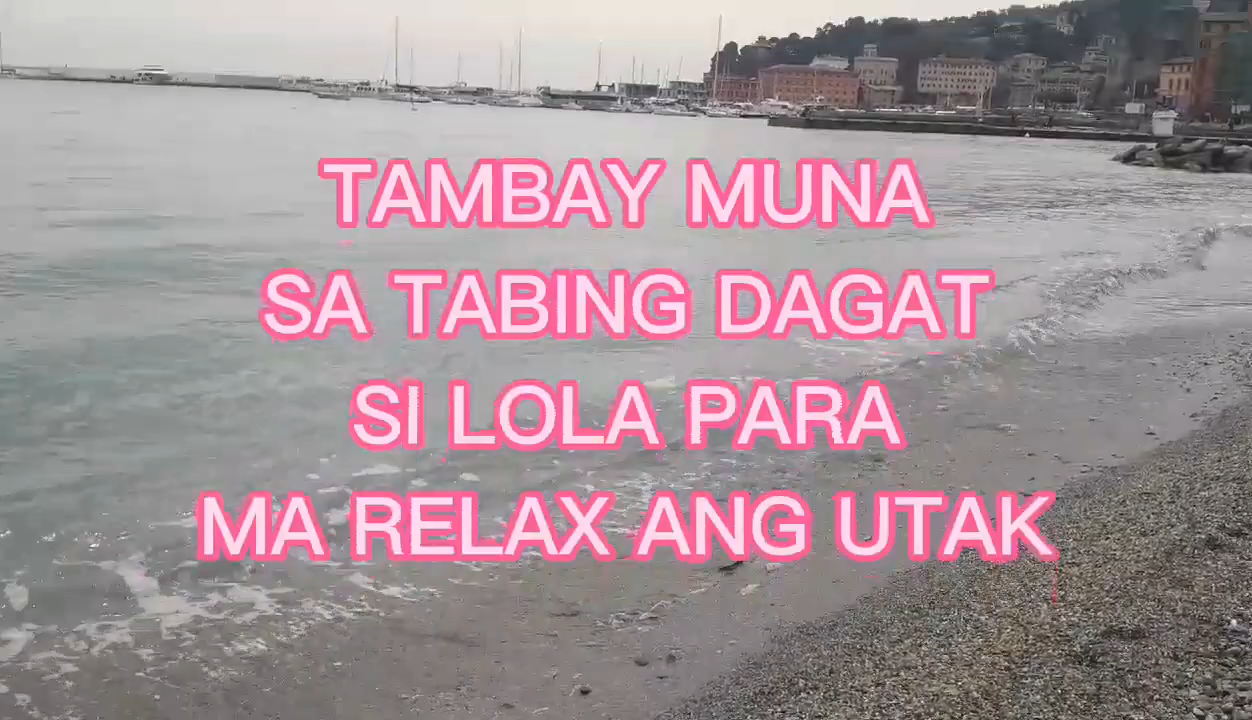 TAMBAY MUNA
SA TABING DAGAT
SI LOLA PARA
MA RELAX ANG UTAK